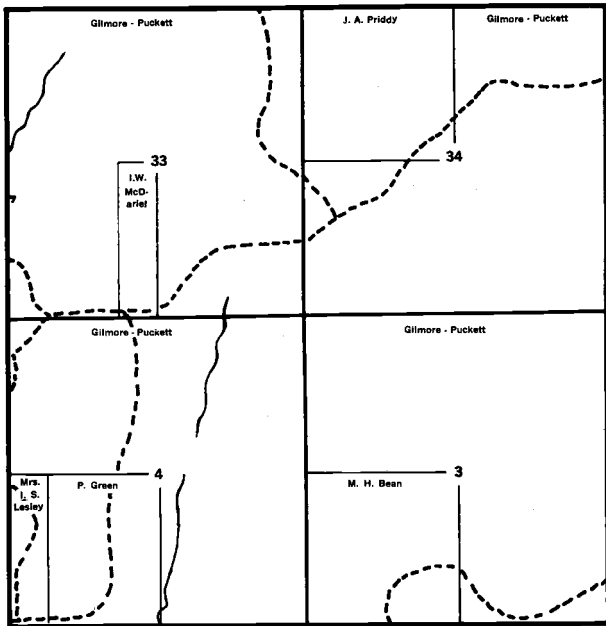 Gilmore - Puckett
J. A. Priddy
Gilmore - Puckett
33
34
I.W.
McD-
ariel
Gilmore - Puckett
Gilmore - Puckett
4
3
Mrs.
I. S.
Lesley
P. Green
M. H. Bean